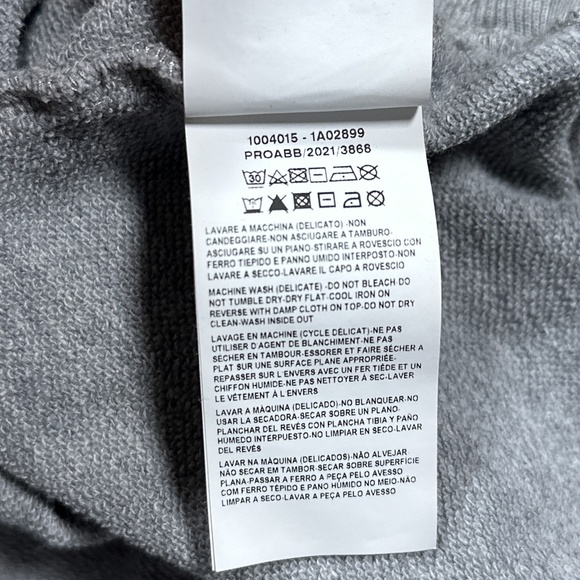 1004015 - 1A02899
PROABB/2021/3868
30
LAVARE A MACCHINA (DELICATO)-NON
CANDEGGIARE-NON ASCIUGARE A TAMBURO-
ASCIUGARE SU UN PIANO-STIRARE A ROVESCIO CON
FERRO TIEPIDO E PANNO UMIDO INTERPOSTO-NON
LAVARE A SECCO-LAVARE IL CAPO A ROVESCIO
MACHINE WASH (DELICATE) -DO NOT BLEACH-DO
NOT TUMBLE DRY-DRY FLAT-COOL IRON ON
REVERSE WITH DAMP CLOTH ON TOP-DO NOT DRY
CLEAN-WASH INSIDE OUT
LAVAGE EN MACHINE (CYCLE DÉLICAT)-NE PAS
UTILISER D'AGENT DE BLANCHIMENT-NE PAS
SÉCHER EN TAMBOUR-ESSORER ET FAIRE SÉCHER À
PLAT SUR UNE SURFACE PLANE APPROPRIÉE-
REPASSER SUR L'ENVERS AVEC UN FER TIÈDE ET UN
CHIFFON HUMIDE-NE PAS NETTOYER À SEC-LAVER
LE VÊTEMENT À L'ENVERS
LAVAR A MÁQUINA (DELICADO)-NO BLANQUEAR-NO
USAR LA SECADORA-SECAR SOBRE UN PLANO-
PLANCHAR DEL REVÉS CON PLANCHA TIBIA Y PAÑO
HÚMEDO INTERPUESTO-NO LIMPIAR EN SECO-LAVAR
DEL REVÉS
LAVAR NA MÁQUINA (DELICADOS)-NÃO ALVEJAR
NÃO SECAR EM TAMBOR-SECAR SOBRE SUPERFÍCIE
PLANA-PASSAR A FERRO A PEÇA PELO AVESSO
COM FERRO TÉPIDO E PANO HÚMIDO NO MEIO-NÃO
LIMPAR A SECO-LAVAR A PEÇA PELO AVESSO